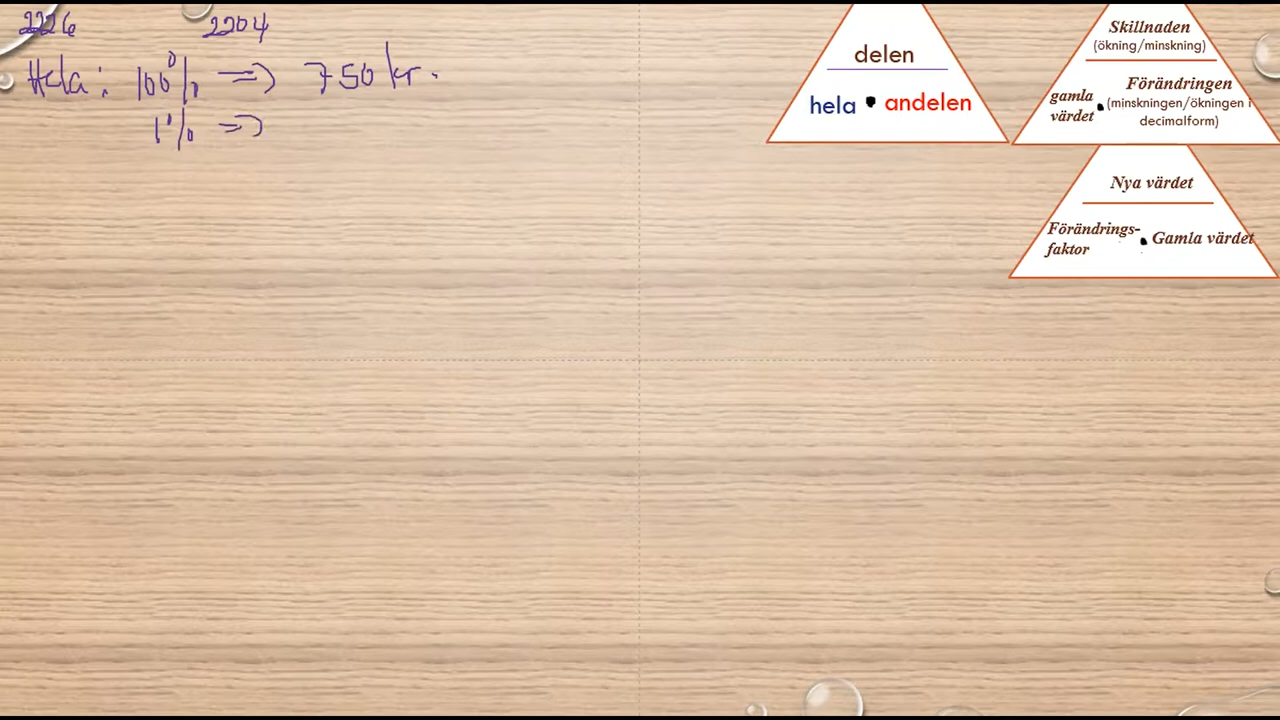 2226 2204
Hela: 100% => 750 kr.
1% =>
delen
hela • andelen
Skillnaden
(ökning/minskning)
gamla värdet • Förändringen
(minskningen/ökningen i
decimalform)
Nya värdet
Förändrings-
faktor • Gamla värdet